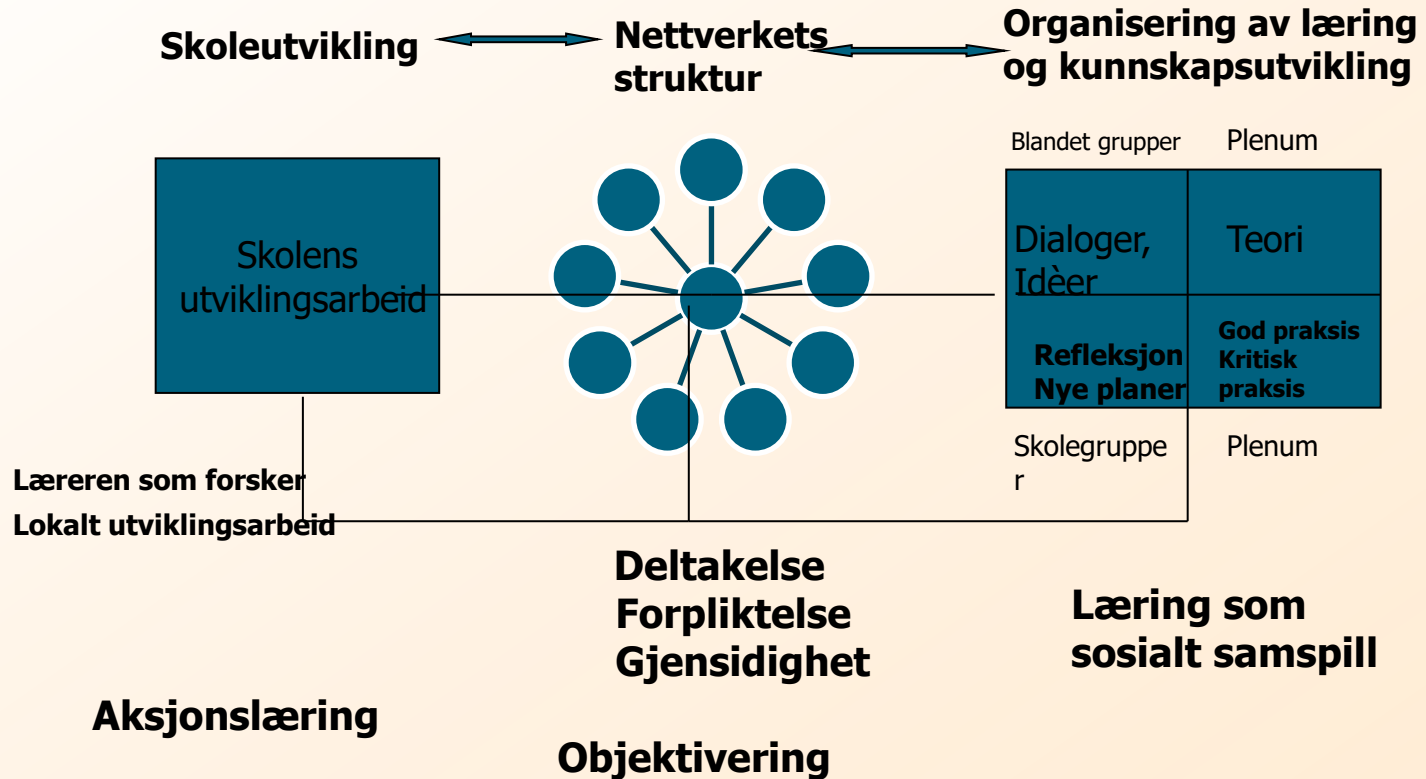 Skoleutvikling
Nettverkets
struktur
Organisering av læring
og kunnskapsutvikling
Blandet grupper
Plenum
Skolens
utviklingsarbeid
Dialoger,
Idèer
Teori
Refleksjon
Nye planer
God praksis
Kritisk
praksis
Skolegruppe
r
Plenum
Læreren som forsker
Lokalt utviklingsarbeid
Deltakelse
Forpliktelse
Gjensidighet
Læring som
sosialt samspill
Aksjonslæring
Objektivering